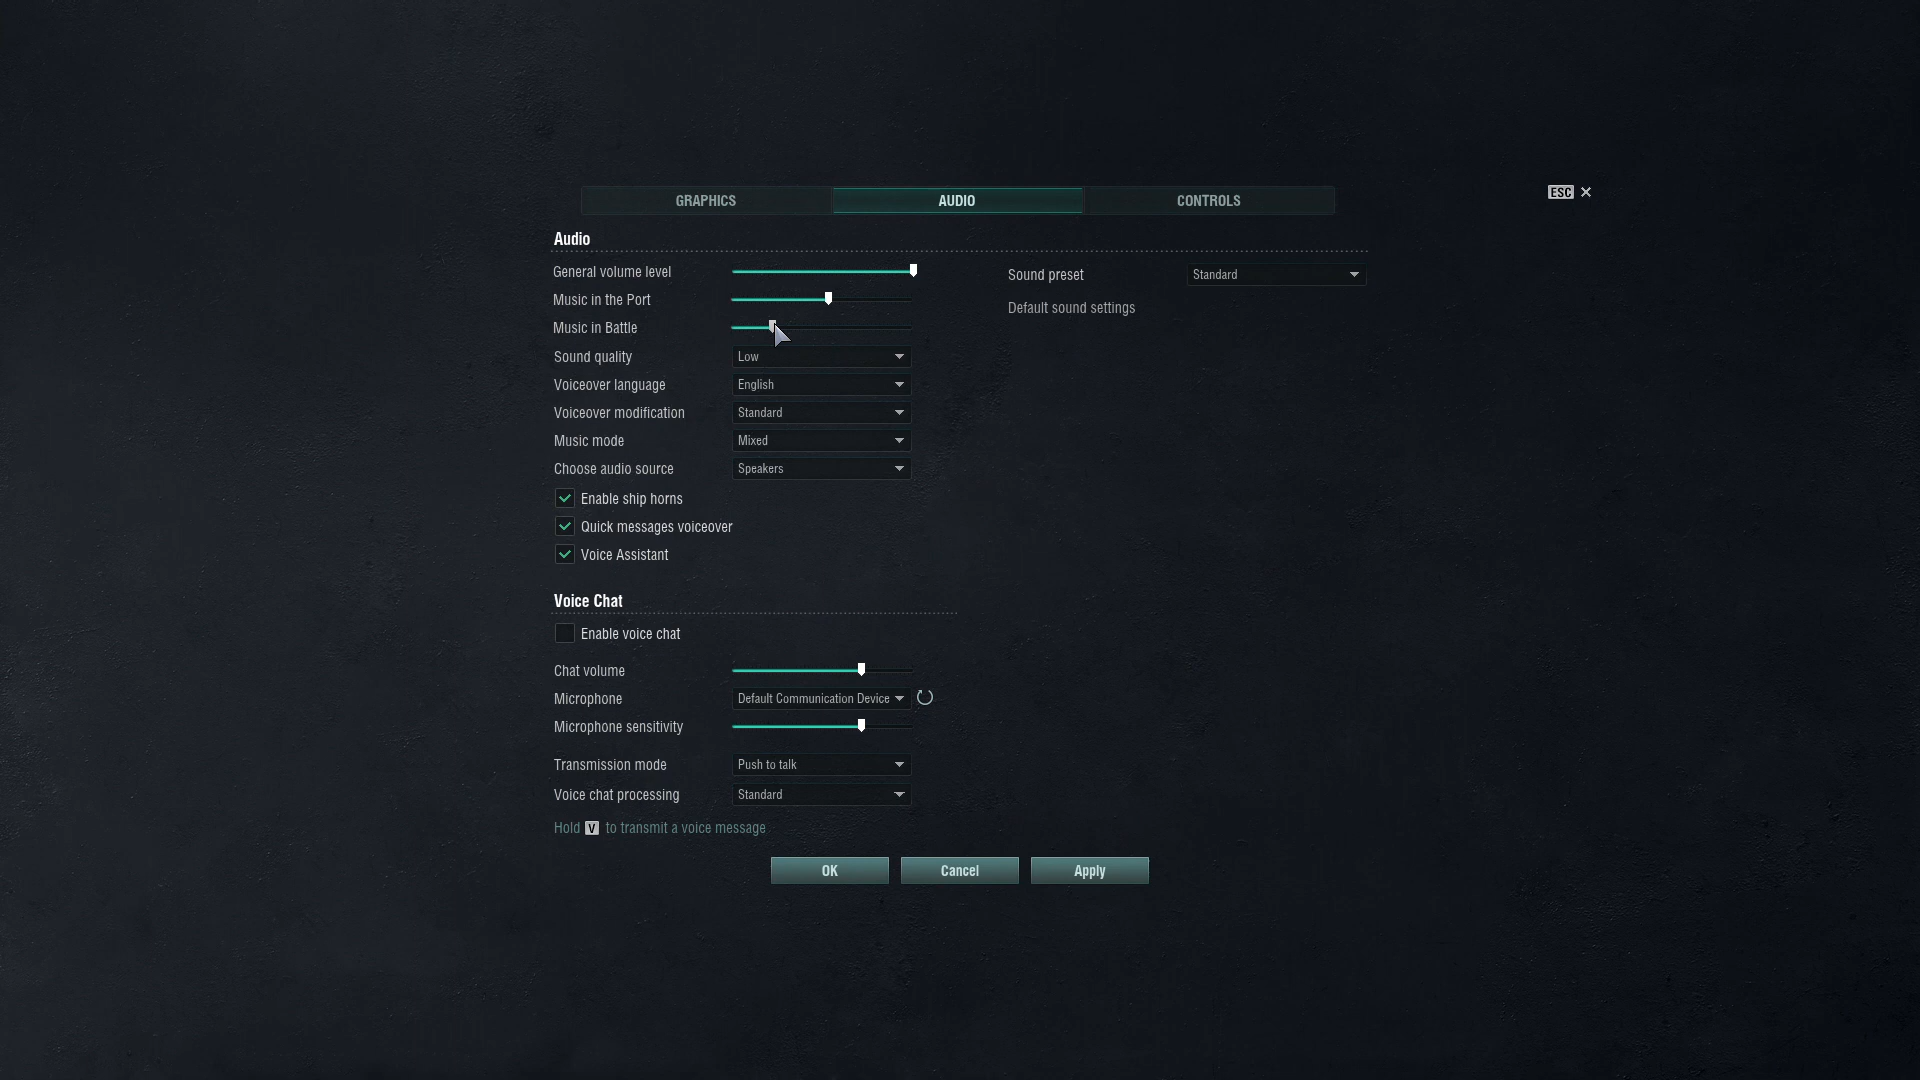 GRAPHICS
AUDIO
CONTROLS
ESC
Audio
General volume level
Sound preset
Standard
Music in the Port
Default sound settings
Music in Battle
Sound quality
Low
Voiceover language
English
Voiceover modification
Standard
Music mode
Mixed
Choose audio source
Speakers
Enable ship horns
Quick messages voiceover
Voice Assistant
Voice Chat
Enable voice chat
Chat volume
Microphone
Default Communication Device
Microphone sensitivity
Transmission mode
Push to talk
Voice chat processing
Standard
Hold V to transmit a voice message
OK
Cancel
Apply